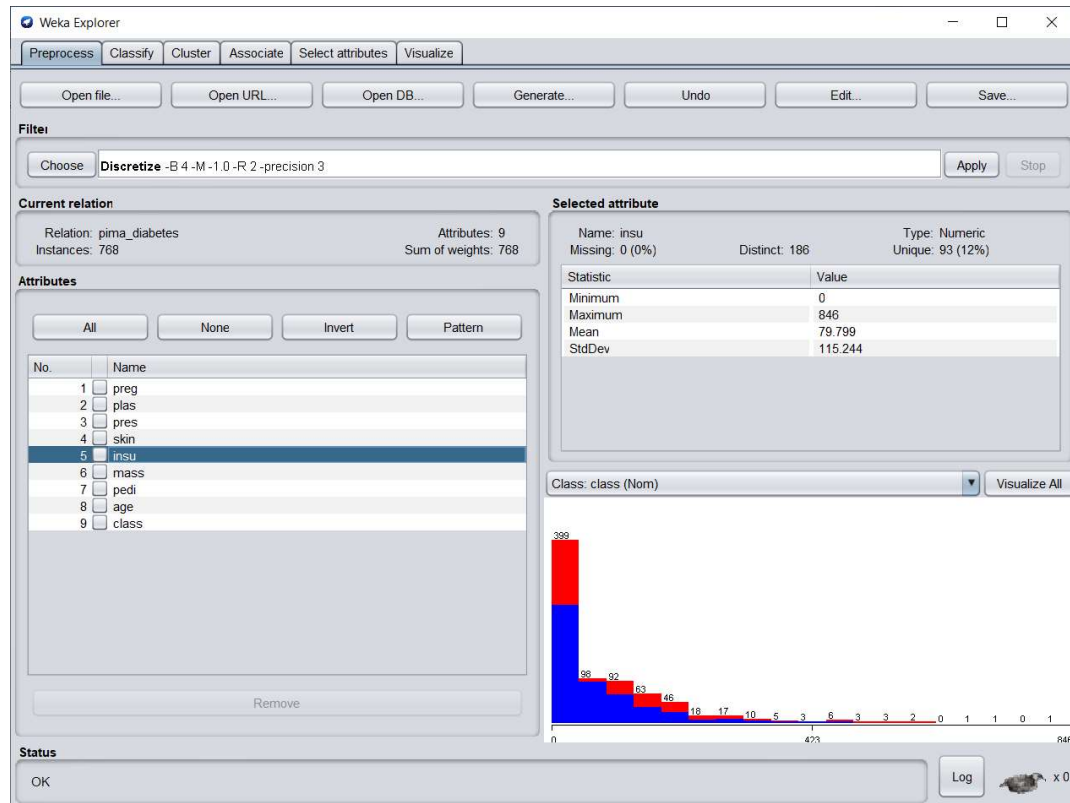 Weka Explorer
Preprocess Classify Cluster Associate Select attributes Visualize
Open file... Open URL... Open DB... Generate... Undo Edit... Save...
Filter
Choose Discretize -B 4 -M -1.0 -R 2 -precision 3 Apply Stop
Current relation
Relation: pima_diabetes Attributes: 9
Instances: 768 Sum of weights: 768
Attributes
All None Invert Pattern
No. Name
1 preg
2 plas
3 pres
4 skin
5 insu
6 mass
7 pedi
8 age
9 class
Remove
Selected attribute
Name: insu Type: Numeric
Missing: 0 (0%) Distinct: 186 Unique: 93 (12%)
Statistic Value
Minimum 0
Maximum 846
Mean 79.799
StdDev 115.244
Class: class (Nom) Visualize All
399
98 92
63
46
18 17 10 5 3 6 3 3 2 0 1 1 0 1
0 423 846
Status
OK Log x 0